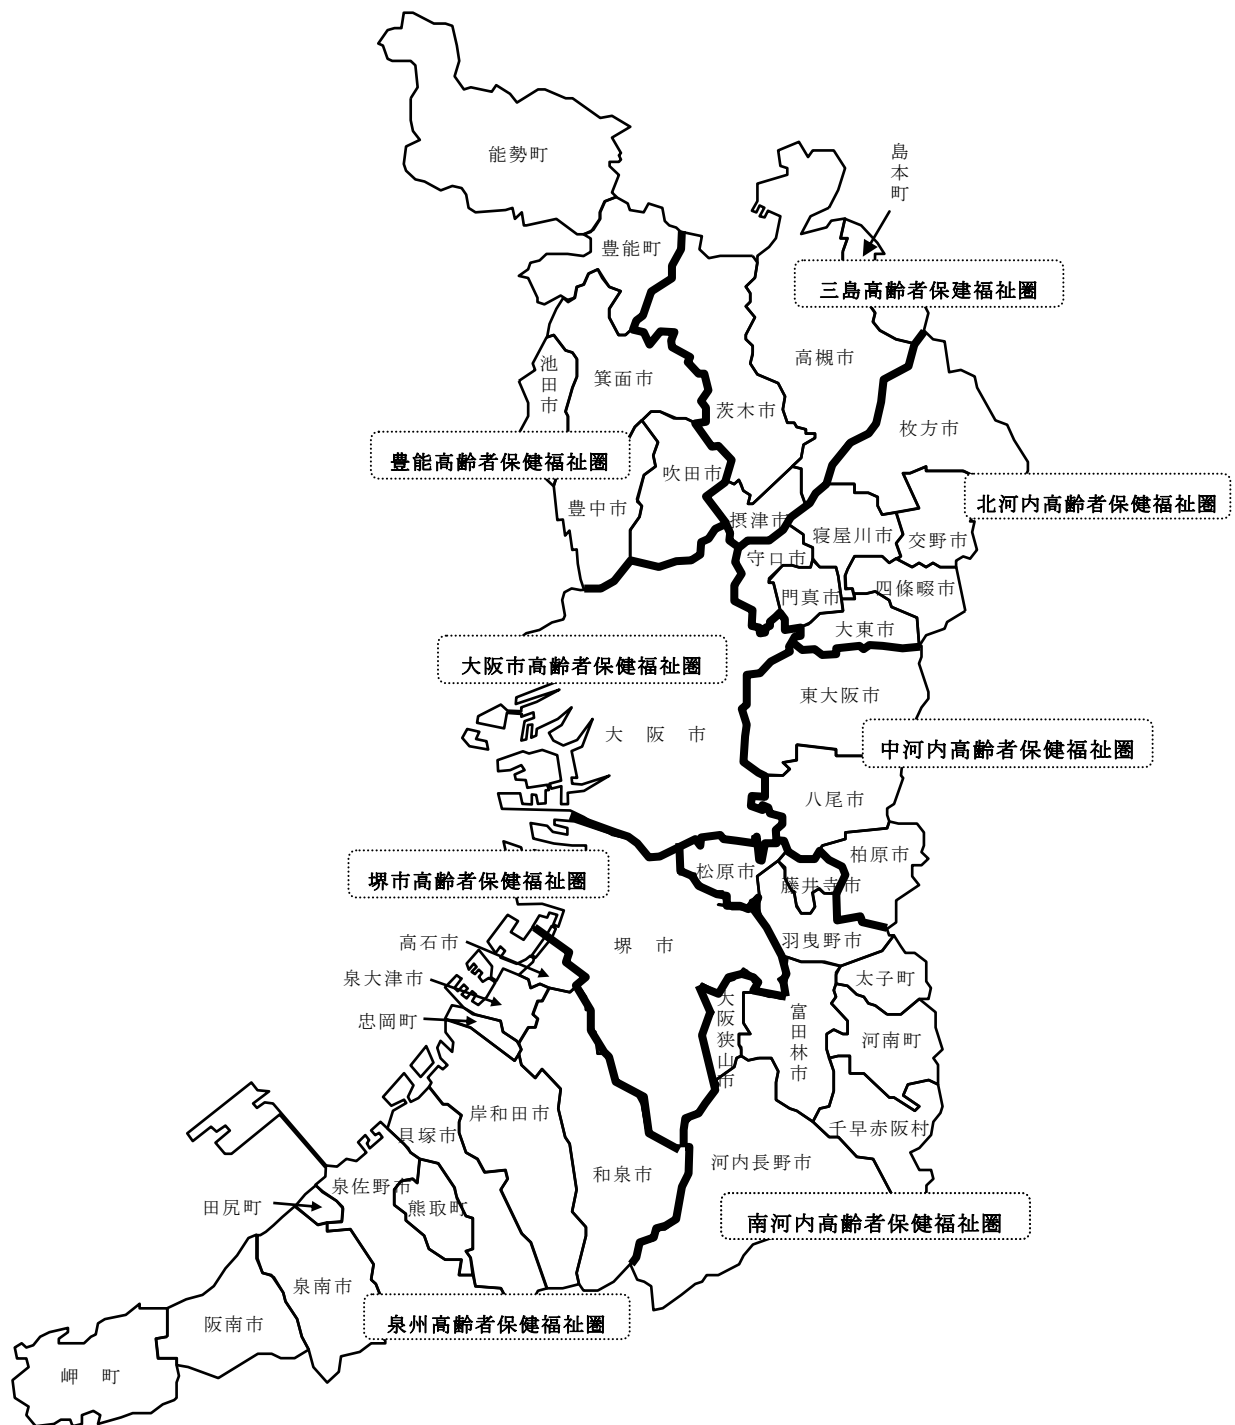 能勢町
島本町
豊能町
三島高齢者保健福祉圏
高槻市
池田市
箕面市
茨木市
枚方市
豊能高齢者保健福祉圏
吹田市
北河内高齢者保健福祉圏
豊中市
摂津市
寝屋川市
交野市
守口市
門真市
四條畷市
大東市
大阪市高齢者保健福祉圏
東大阪市
大阪市
中河内高齢者保健福祉圏
八尾市
柏原市
松原市
堺市高齢者保健福祉圏
藤井寺市
高石市
堺市
羽曳野市
泉大津市
太子町
大阪狭山市
富田林市
忠岡町
河南町
岸和田市
貝塚市
千早赤阪村
河内長野市
和泉市
泉佐野市
田尻町
熊取町
南河内高齢者保健福祉圏
泉南市
阪南市
泉州高齢者保健福祉圏
岬町